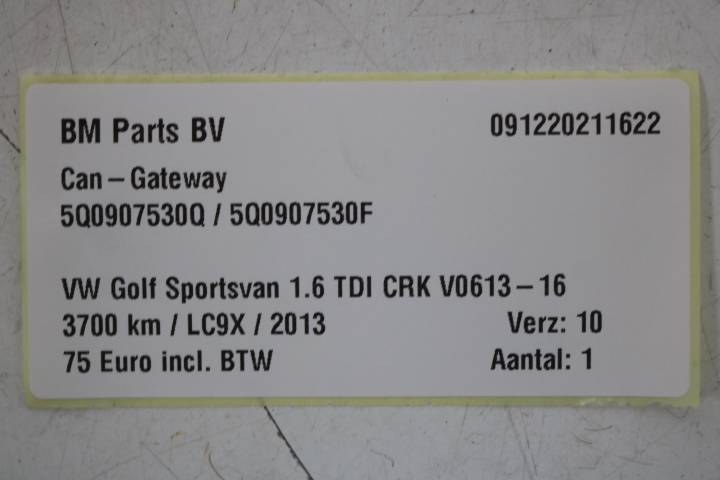 BM Parts BV 091220211622
Can – Gateway
5Q0907530Q / 5Q0907530F
VW Golf Sportsvan 1.6 TDI CRK V0613 – 16
3700 km / LC9X / 2013 Verz: 10
75 Euro incl. BTW Aantal: 1